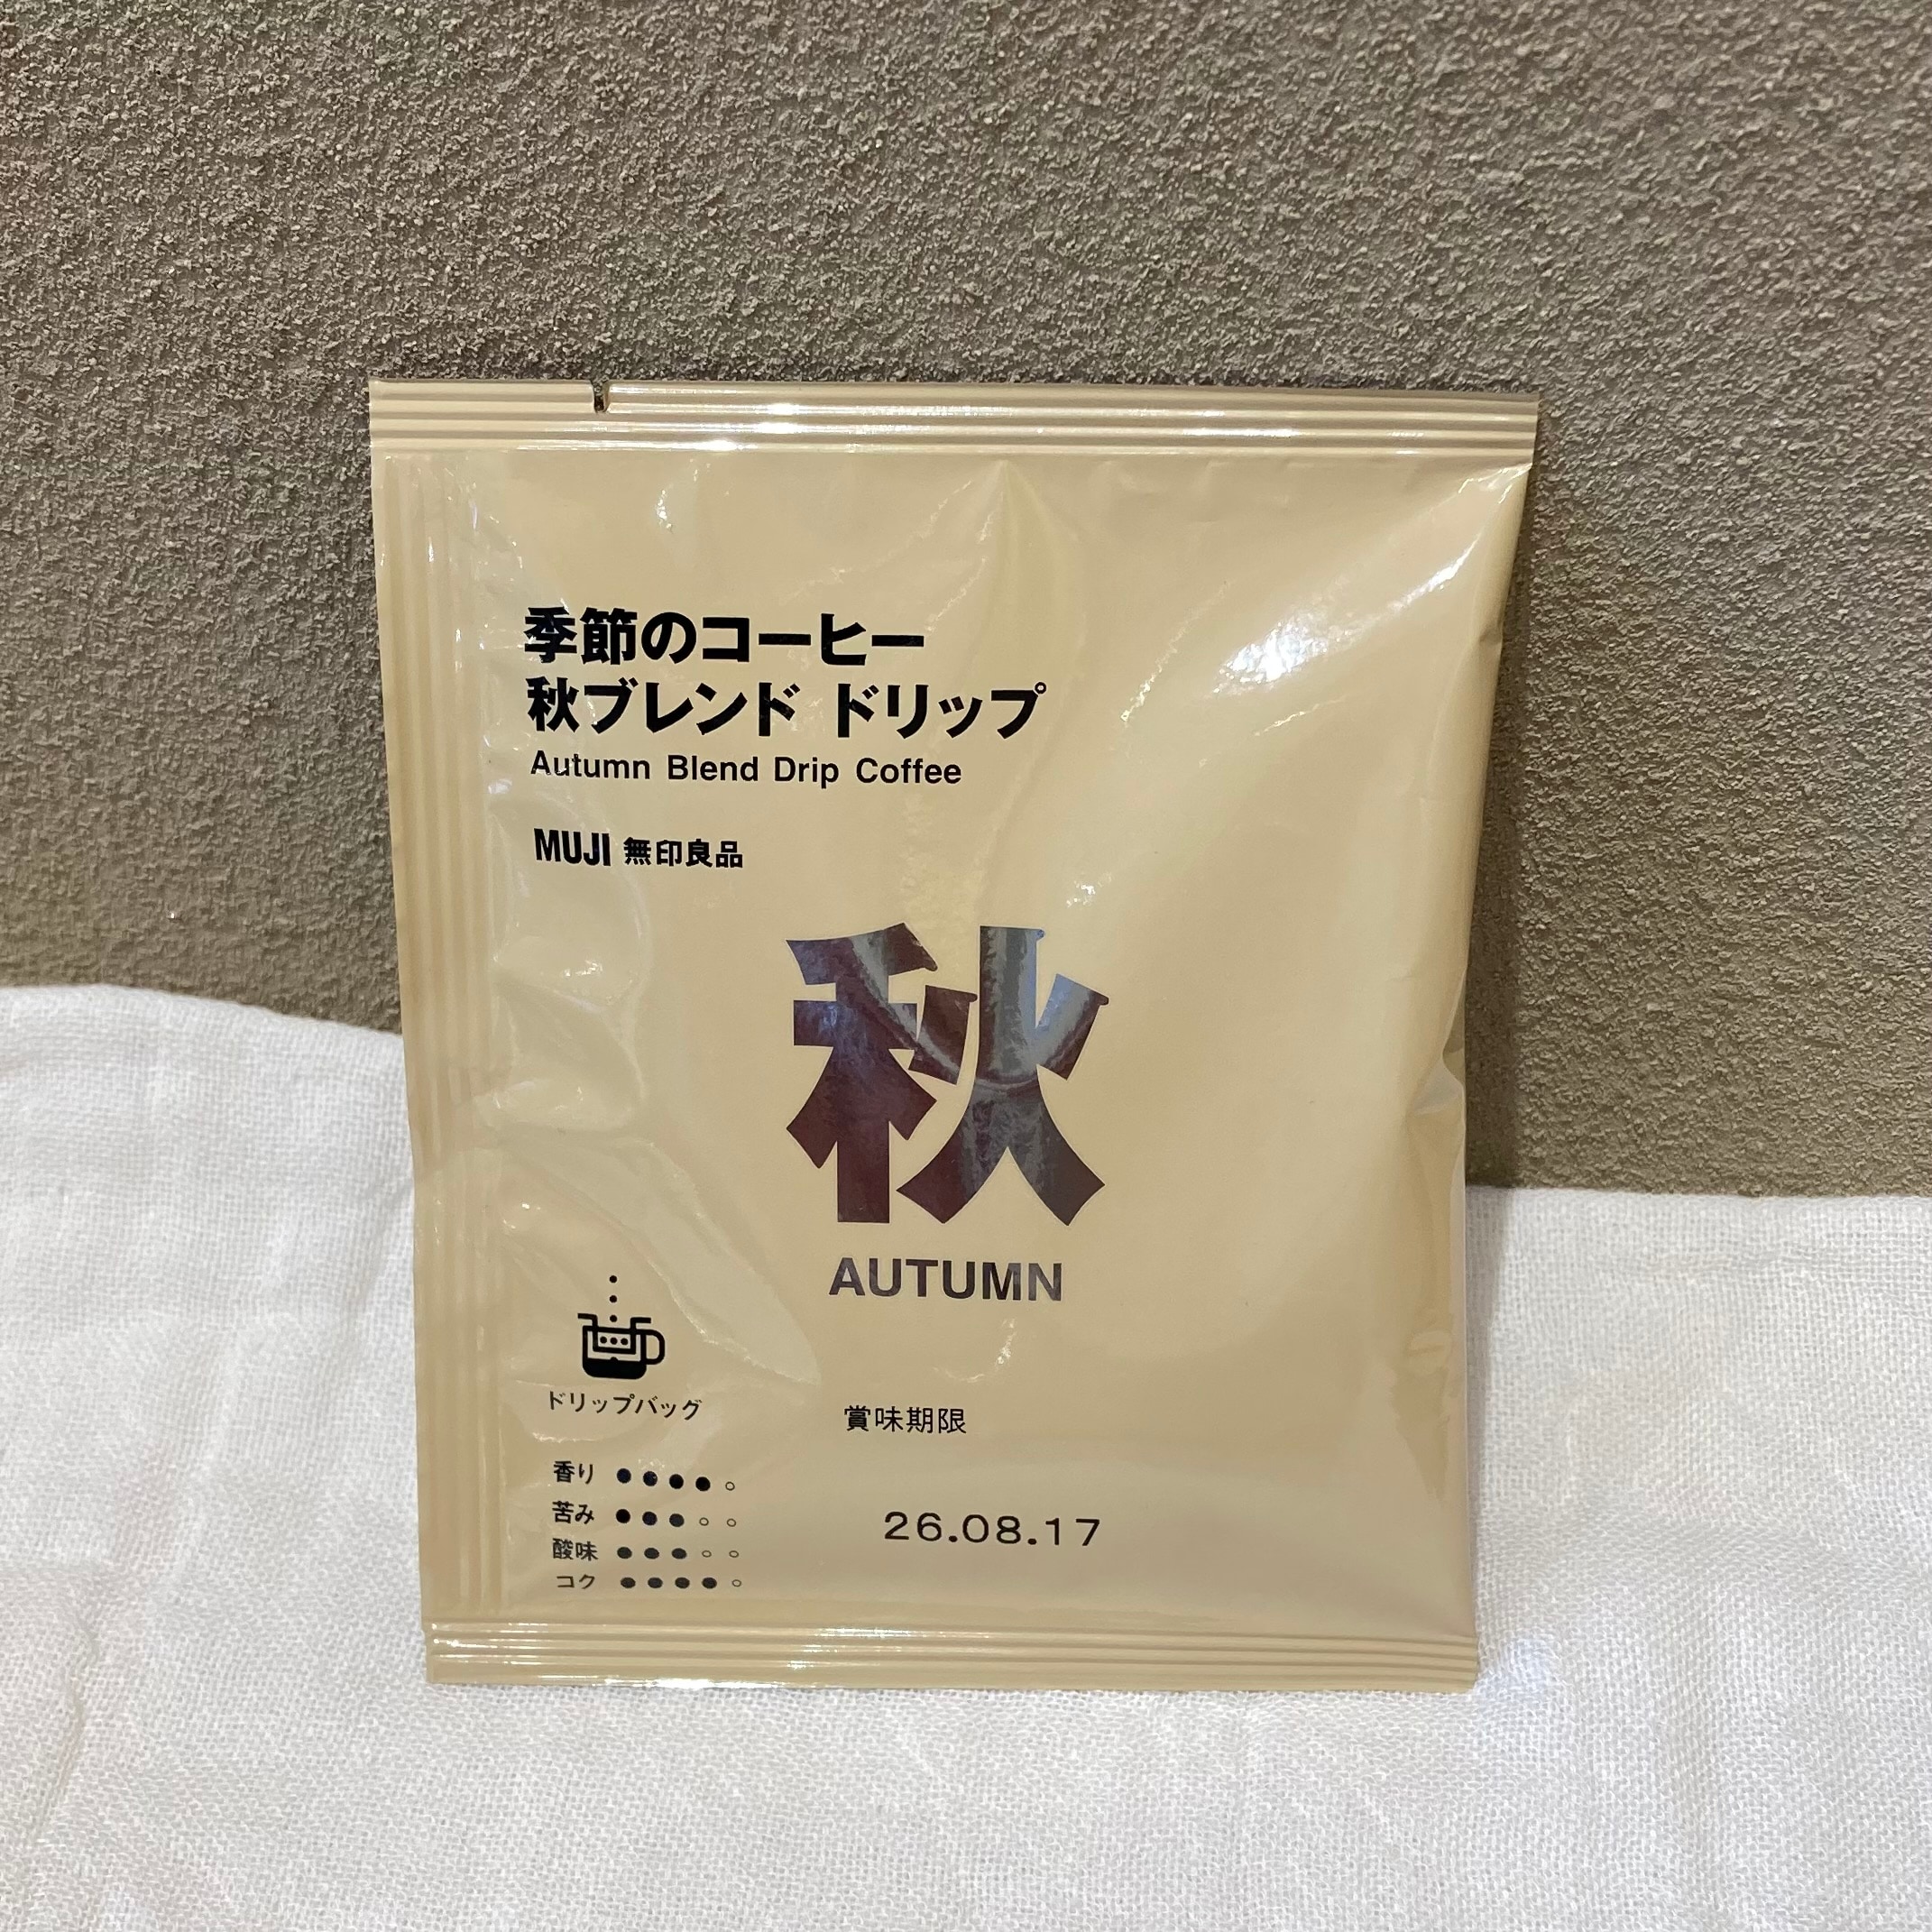 季節のコーヒー
秋ブレンド ドリップ
Autumn Blend Drip Coffee
MUJI 無印良品
秋
AUTUMN
ドリップバッグ
賞味期限
香り ●●●●○
苦み ●●●○○
酸味 ●●●○○
コク ●●●●○
26.08.17